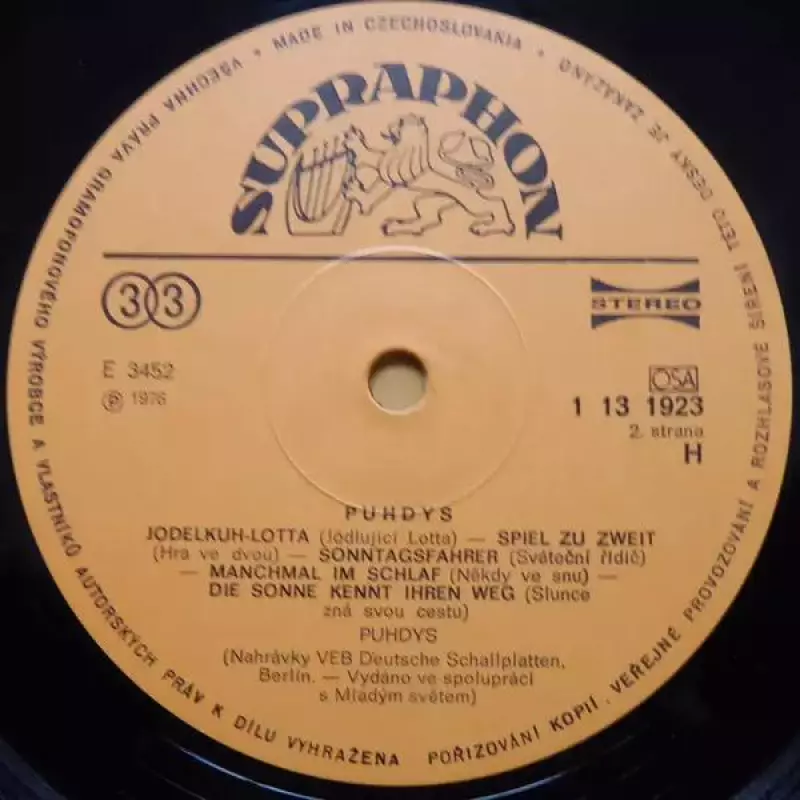 VŠECHNA PRÁVA GRAMOFONOVÉHO VÝROBCE A VLASTNÍKŮ AUTORSKÝCH PRÁV K DÍLU VYHRAŽENA
POŘIZOVÁNÍ KOPIÍ . VEŘEJNÉ PROVOZOVÁNÍ A ROZHLASOVÉ ŠÍŘENÍ TÉTO DESKY JE ZAKÁZÁNO
• MADE IN CZECHOSLOVAKIA •
SUPRAPHON
33
STEREO
E 3452
Ⓟ 1976
OSA
1 13 1923
2. strana
H
PUHDYS
JODELKUH-LOTTA (Jódlující Lotta) — SPIEL ZU ZWEIT
(Hra ve dvou) — SONNTAGSFAHRER (Sváteční řidič)
— MANCHMAL IM SCHLAF (Někdy ve snu) —
DIE SONNE KENNT IHREN WEG (Slunce
zná svou cestu)
PUHDYS
(Nahrávky VEB Deutsche Schallplatten,
Berlin. — Vydáno ve spolupráci
s Mladým světem)